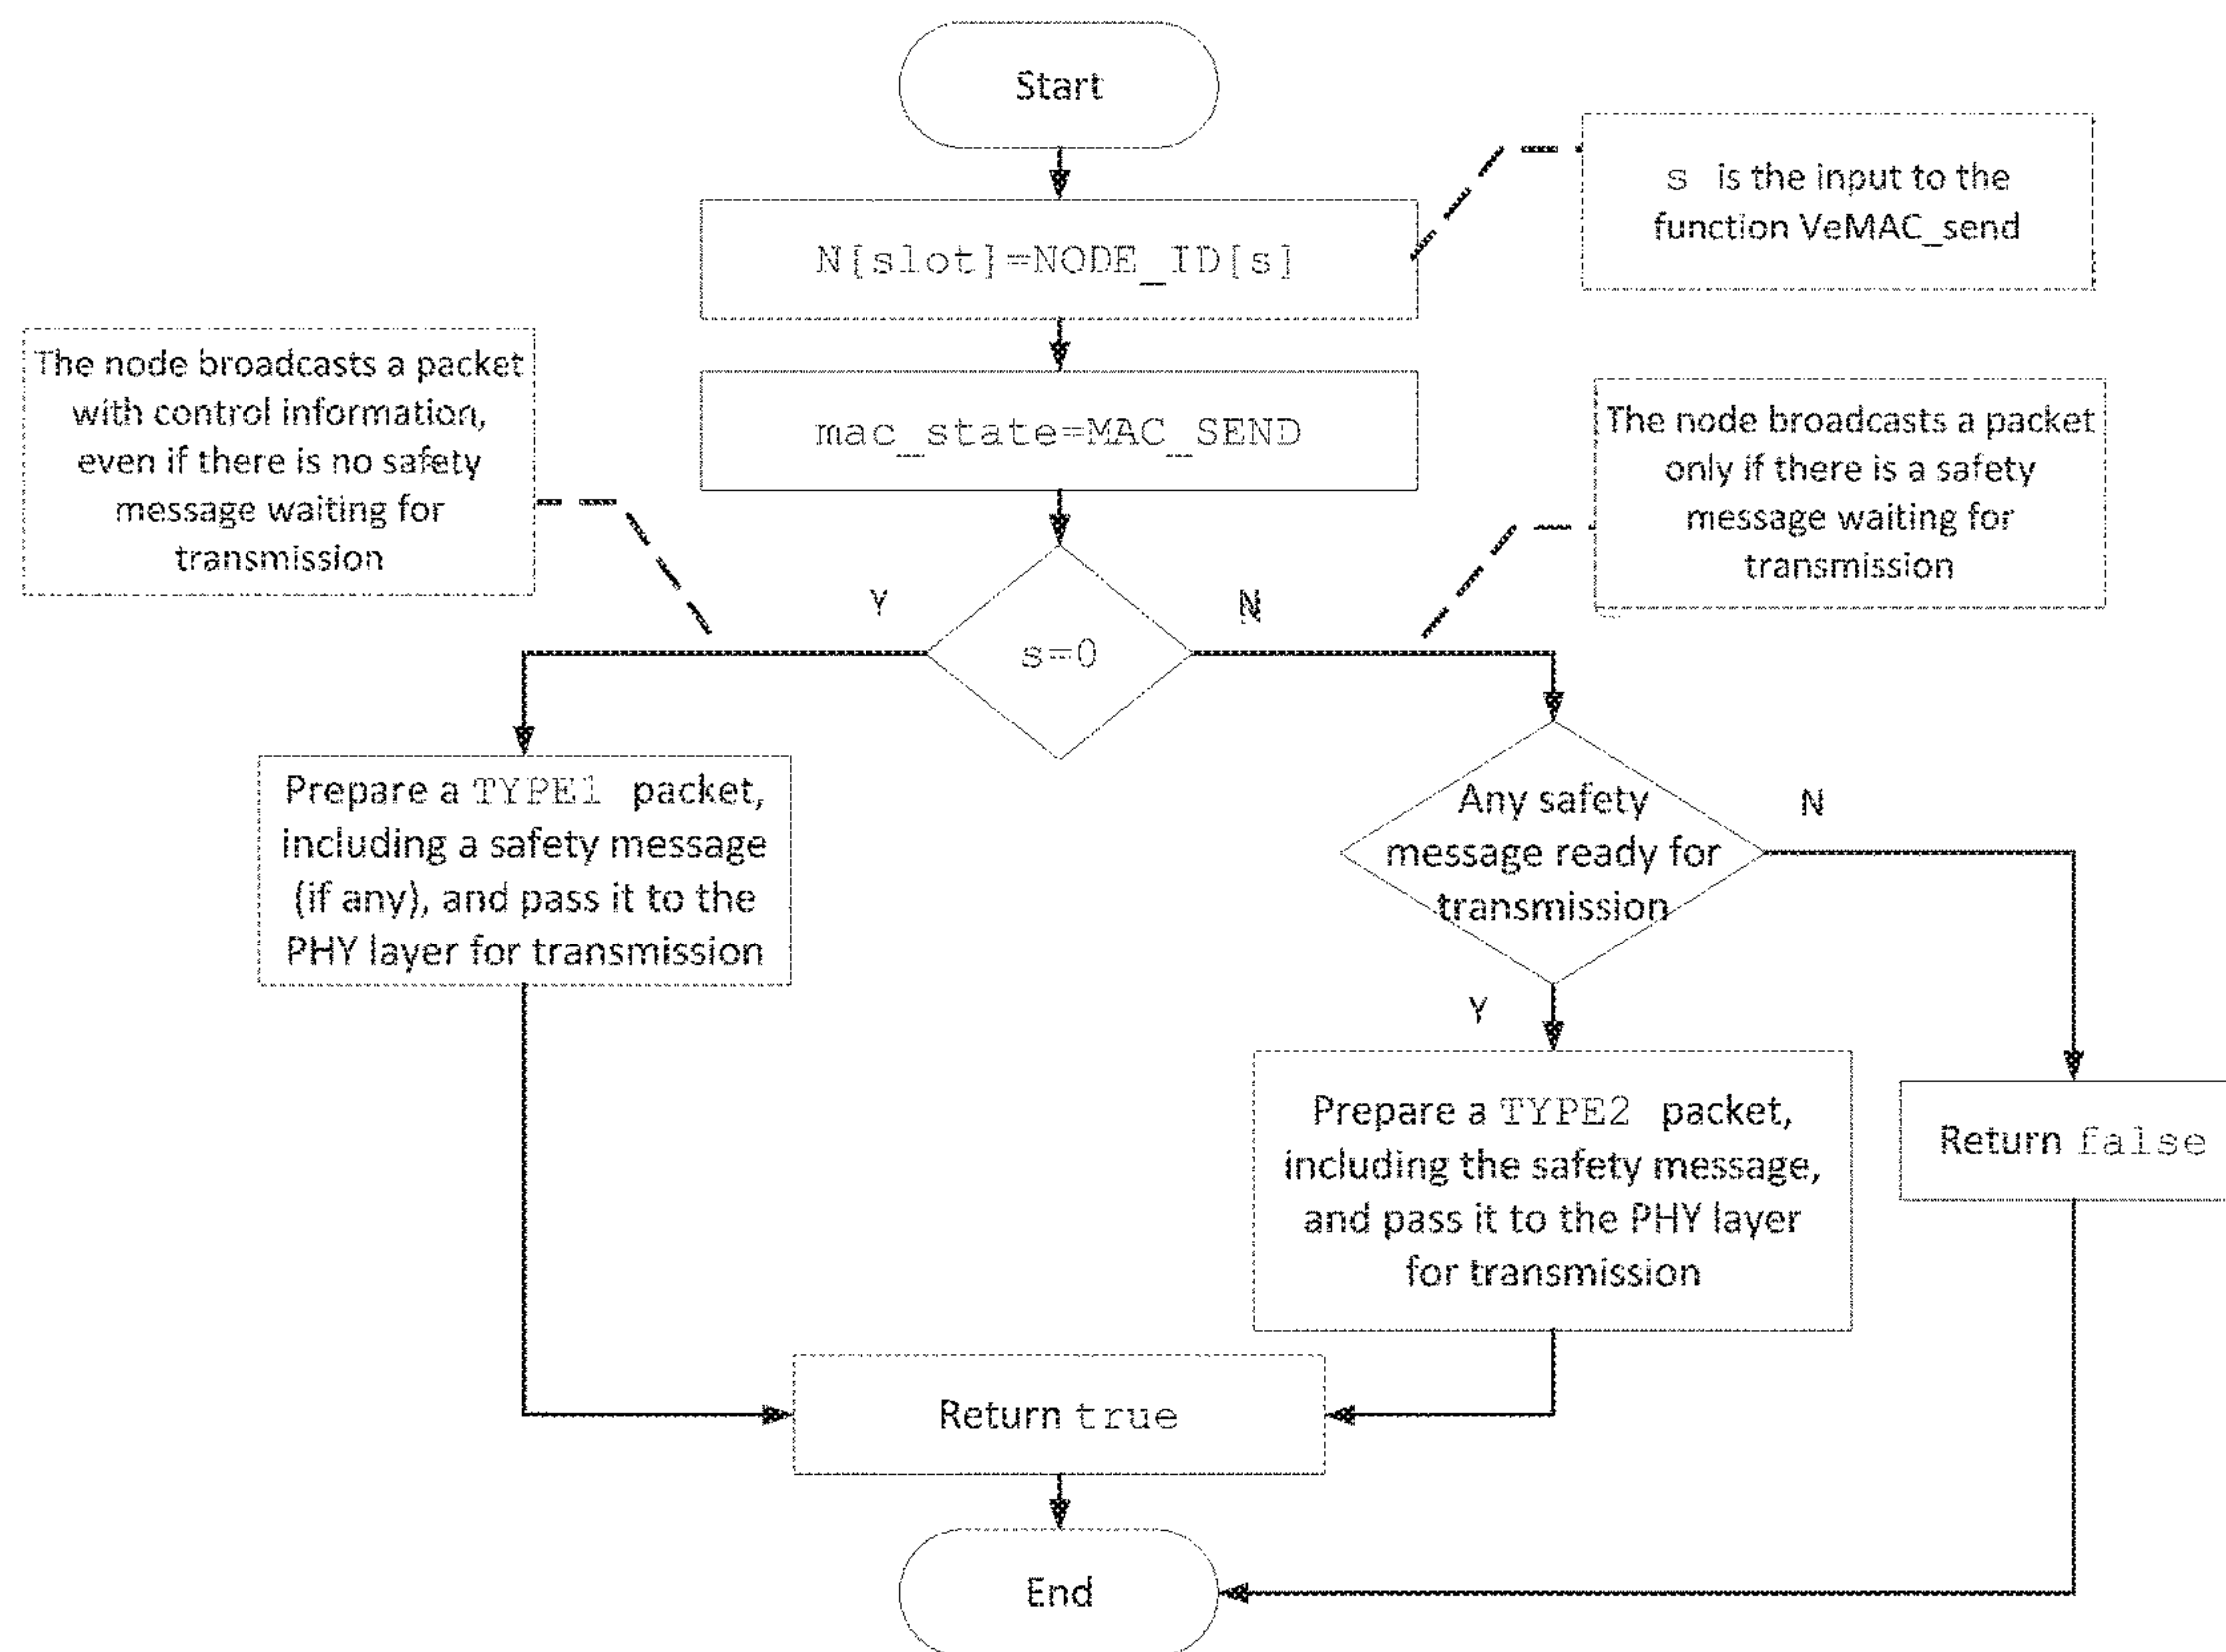 Start
s is the input to the
function VeMAC_send
N[slot]=NODE_ID[s]
The node broadcasts a packet
with control information,
even if there is no safety
message waiting for
transmission
mac_state=MAC_SEND
The node broadcasts a packet
only if there is a safety
message waiting for
transmission
Y
N
s=0
Prepare a TYPE1 packet,
including a safety message
(if any), and pass it to the
PHY layer for transmission
Any safety
message ready for
transmission
N
Y
Prepare a TYPE2 packet,
including the safety message,
and pass it to the PHY layer
for transmission
Return false
Return true
End